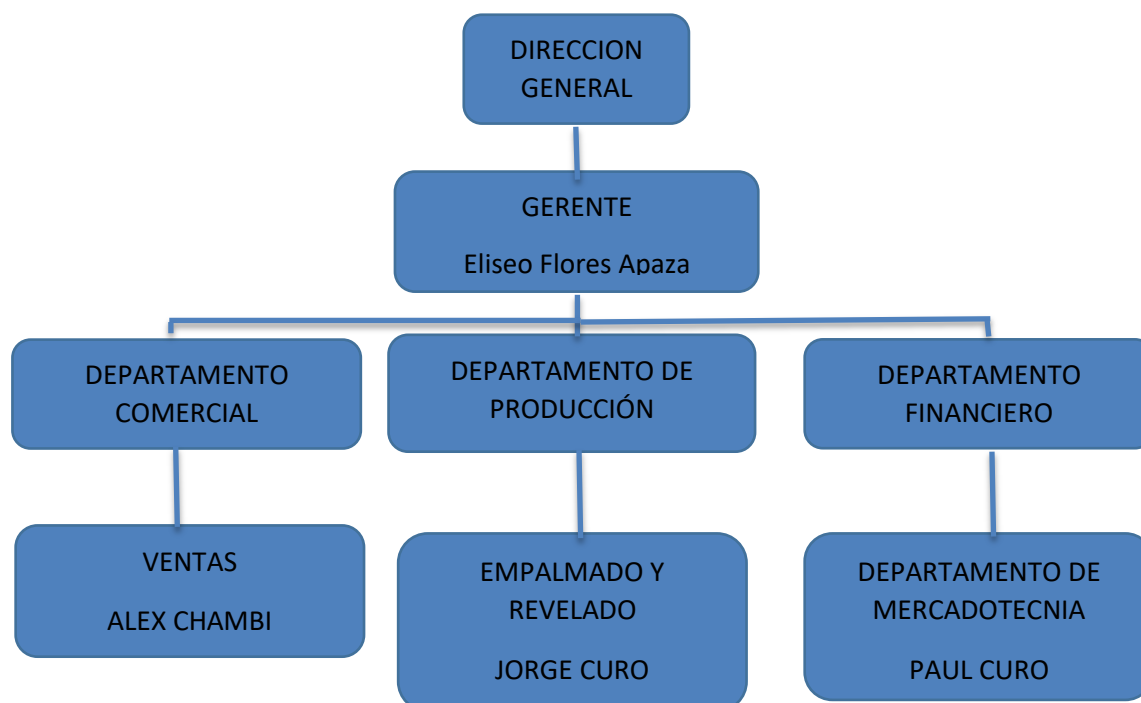 DIRECCION
GENERAL
GERENTE
Eliseo Flores Apaza
DEPARTAMENTO
COMERCIAL
DEPARTAMENTO DE
PRODUCCIÓN
DEPARTAMENTO
FINANCIERO
VENTAS
ALEX CHAMBI
EMPALMADO Y
REVELADO
JORGE CURO
DEPARTAMENTO DE
MERCADOTECNIA
PAUL CURO